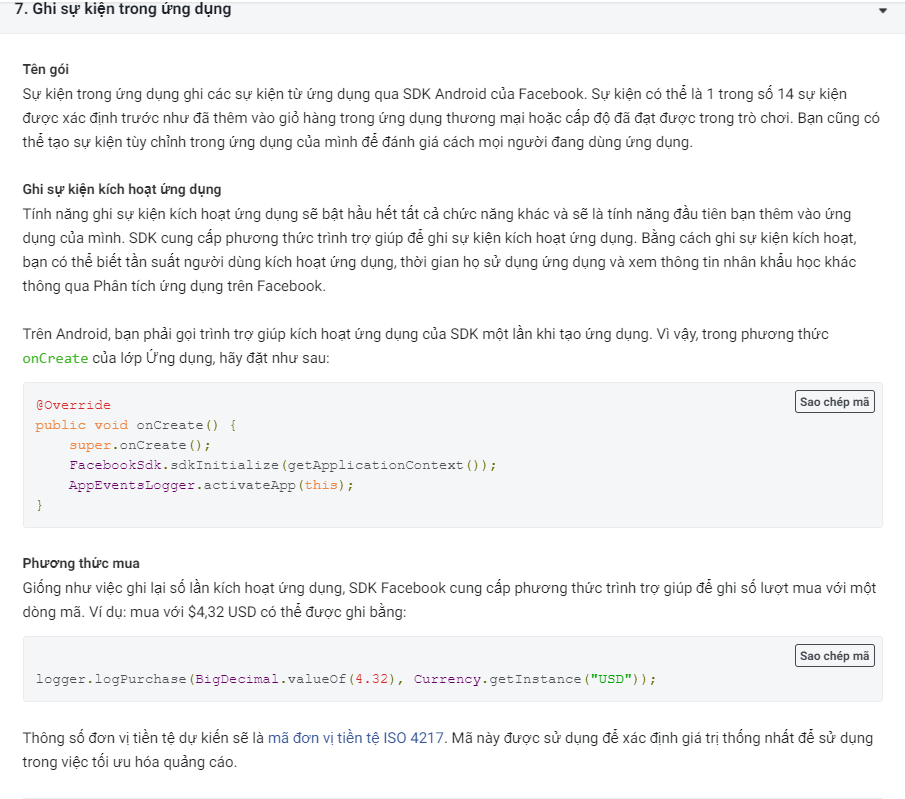 7. Ghi sự kiện trong ứng dụng
Tên gói
Sự kiện trong ứng dụng ghi các sự kiện từ ứng dụng qua SDK Android của Facebook. Sự kiện có thể là 1 trong số 14 sự kiện
được xác định trước như đã thêm vào giỏ hàng trong ứng dụng thương mại hoặc cấp độ đã đạt được trong trò chơi. Bạn cũng có
thể tạo sự kiện tùy chỉnh trong ứng dụng của mình để đánh giá cách mọi người đang dùng ứng dụng.
Ghi sự kiện kích hoạt ứng dụng
Tính năng ghi sự kiện kích hoạt ứng dụng sẽ bật hầu hết tất cả chức năng khác và sẽ là tính năng đầu tiên bạn thêm vào ứng
dụng của mình. SDK cung cấp phương thức trình trợ giúp để ghi sự kiện kích hoạt ứng dụng. Bằng cách ghi sự kiện kích hoạt,
bạn có thể biết tần suất người dùng kích hoạt ứng dụng, thời gian họ sử dụng ứng dụng và xem thông tin nhân khẩu học khác
thông qua Phân tích ứng dụng trên Facebook.
Trên Android, bạn phải gọi trình trợ giúp kích hoạt ứng dụng của SDK một lần khi tạo ứng dụng. Vì vậy, trong phương thức
onCreate của lớp Ứng dụng, hãy đặt như sau:
Sao chép mã
@Override
public void onCreate() {
    super.onCreate();
    FacebookSdk.sdkInitialize(getApplicationContext());
    AppEventsLogger.activateApp(this);
}
Phương thức mua
Giống như việc ghi lại số lần kích hoạt ứng dụng, SDK Facebook cung cấp phương thức trình trợ giúp để ghi số lượt mua với một
dòng mã. Ví dụ: mua với $4,32 USD có thể được ghi bằng:
Sao chép mã
logger.logPurchase(BigDecimal.valueOf(4.32), Currency.getInstance("USD"));
Thông số đơn vị tiền tệ dự kiến sẽ là mã đơn vị tiền tệ ISO 4217. Mã này được sử dụng để xác định giá trị thống nhất để sử dụng
trong việc tối ưu hóa quảng cáo.